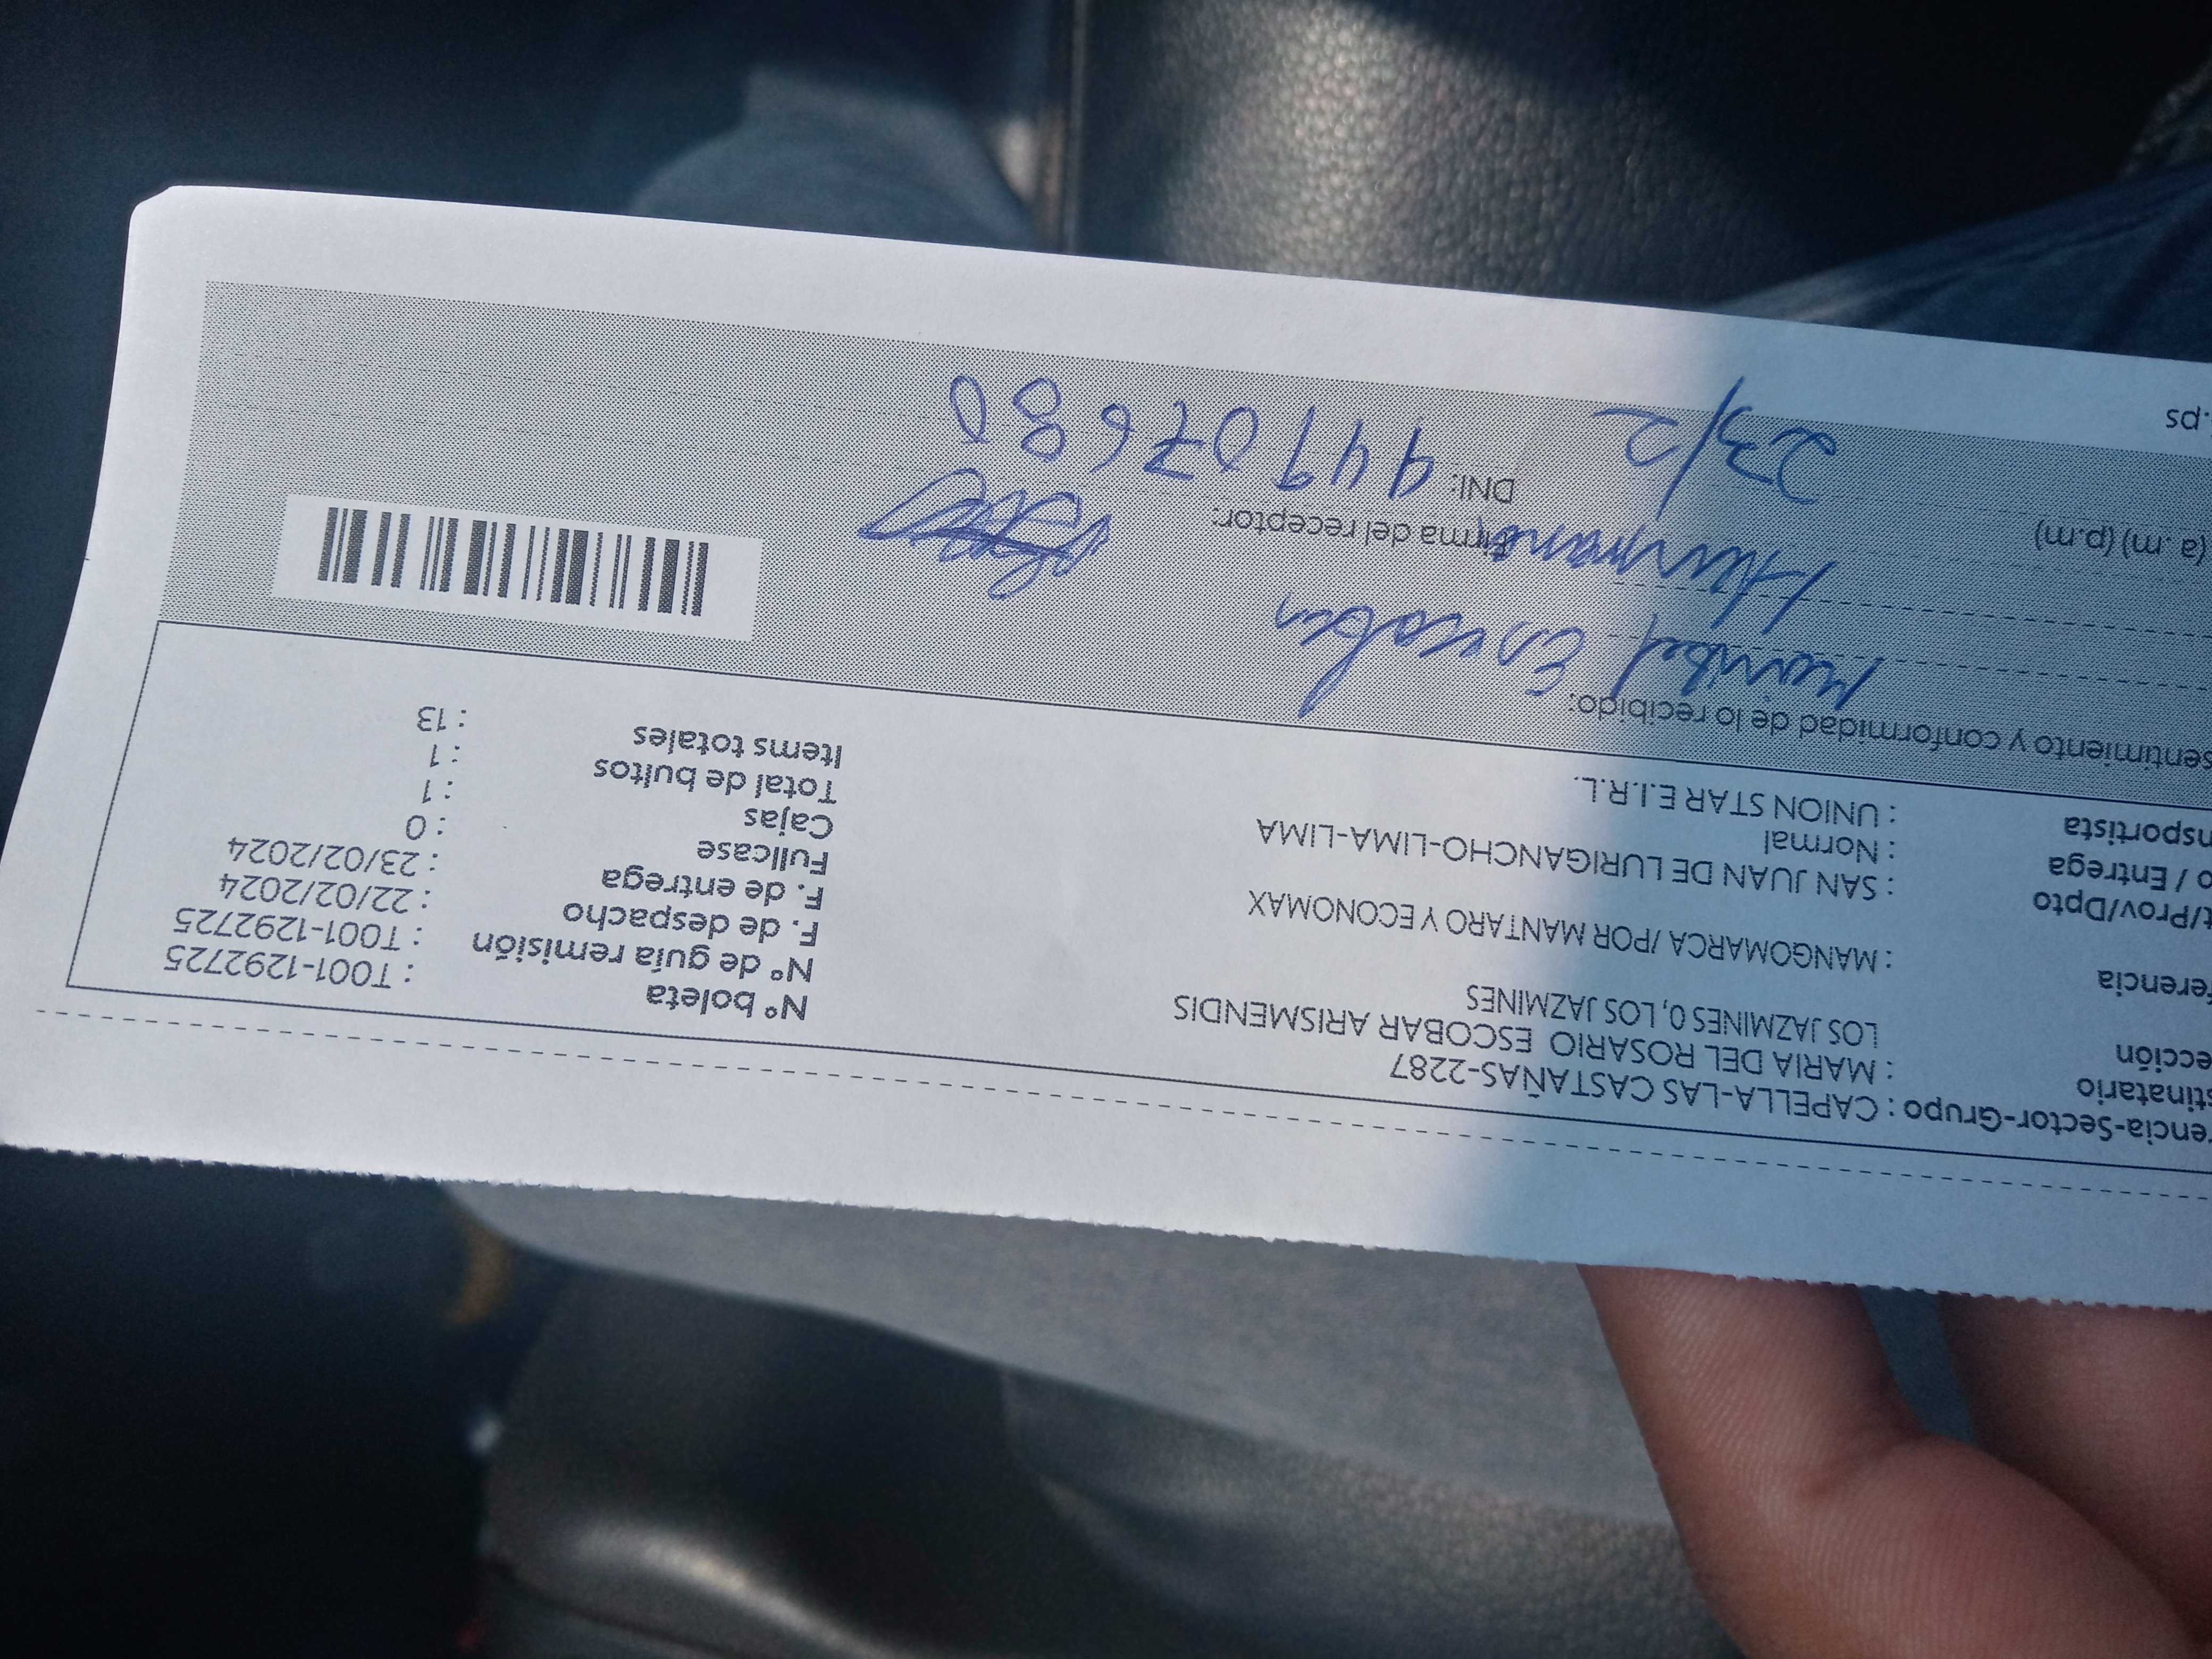 encia-Sector-Grupo : CAPELLA-LAS CASTAÑAS-2287
stinatario : MARIA DEL ROSARIO ESCOBAR ARISMENDIS
ección LOS JAZMINES 0, LOS JAZMINES
erencia : MANGOMARCA /POR MANTARO Y ECONOMAX
t/Prov/Dpto : SAN JUAN DE LURIGANCHO-LIMA-LIMA
o / Entrega : Normal
nsportista : UNION STAR E.I.R.L.
N° boleta : T001-1292725
N° de guía remisión : T001-1292725
F. de despacho : 22/02/2024
F. de entrega : 23/02/2024
Fullcase : 0
Cajas : 1
Total de bultos : 1
Items totales : 13
sentimiento y conformidad de lo recibido:
Maribel Escobar
Hermana
Firma del receptor:
(a .m) (p.m) 23/2
DNI: 44907680
.ps